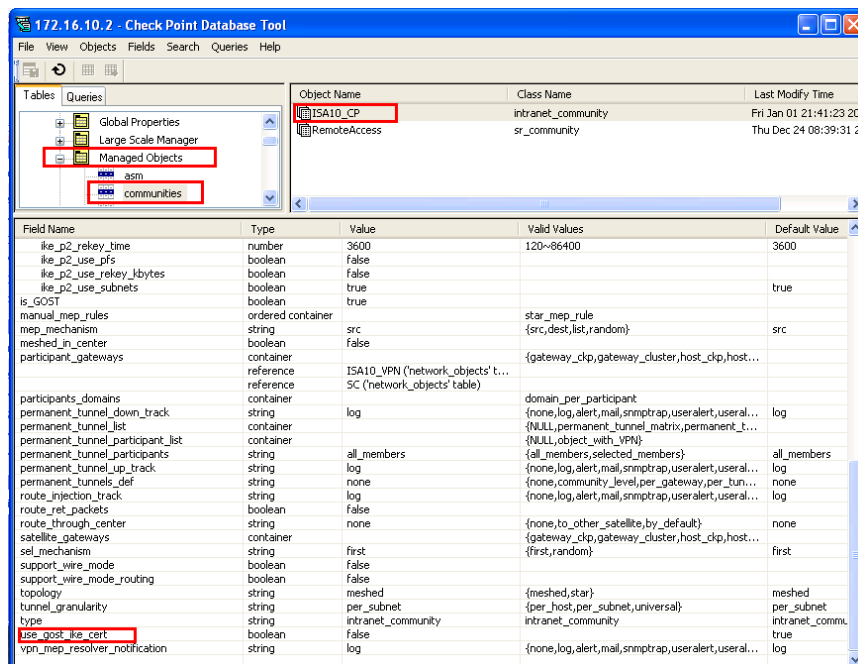 172.16.10.2 - Check Point Database Tool
File View Objects Fields Search Queries Help
Tables Queries
Global Properties
Large Scale Manager
Managed Objects
asm
communities
Object Name Class Name Last Modify Time
ISA10_CP intranet_community Fri Jan 01 21:41:23 20
RemoteAccess sr_community Thu Dec 24 08:39:31 2
Field Name Type Value Valid Values Default Value
ike_p2_rekey_time number 3600 120~86400 3600
ike_p2_use_pfs boolean false
ike_p2_use_rekey_kbytes boolean false
ike_p2_use_subnets boolean true true
is_GOST boolean true
manual_mep_rules ordered container star_mep_rule
mep_mechanism string src {src,dest,list,random} src
meshed_in_center boolean false
participant_gateways container {gateway_ckp,gateway_cluster,host_ckp,host...
reference ISA10_VPN ('network_objects' t...
reference SC ('network_objects' table)
participants_domains container domain_per_participant
permanent_tunnel_down_track string log {none,log,alert,mail,snmptrap,useralert,useral... log
permanent_tunnel_list container {NULL,permanent_tunnel_matrix,permanent_t...
permanent_tunnel_participant_list container {NULL,object_with_VPN}
permanent_tunnel_participants string all_members {all_members,selected_members} all_members
permanent_tunnel_up_track string log {none,log,alert,mail,snmptrap,useralert,useral... log
permanent_tunnels_def string none {none,community_level,per_gateway,per_tun... none
route_injection_track string log {none,log,alert,mail,snmptrap,useralert,useral... log
route_ret_packets boolean false
route_through_center string none {none,to_other_satellite,by_default} none
satellite_gateways container {gateway_ckp,gateway_cluster,host_ckp,host...
sel_mechanism string first {first,random} first
support_wire_mode boolean false
support_wire_mode_routing boolean false
topology string meshed {meshed,star} meshed
tunnel_granularity string per_subnet {per_host,per_subnet,universal} per_subnet
type string intranet_community intranet_community intranet_commu
use_gost_ike_cert boolean false true
vpn_mep_resolver_notification string log {none,log,alert,mail,snmptrap,useralert,useral... log